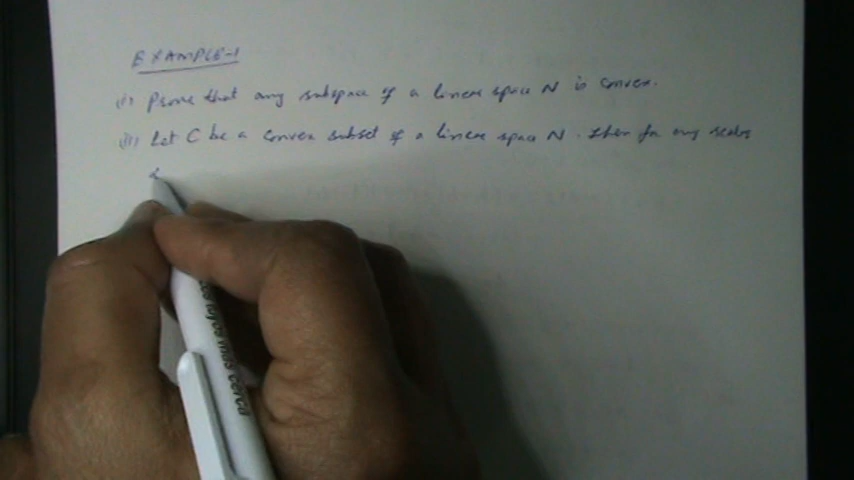 EXAMPLE-1
(i) Prove that any subspace of a linear space N is convex.
(ii) Let C be a convex subset of a linear space N. Then for any scalar